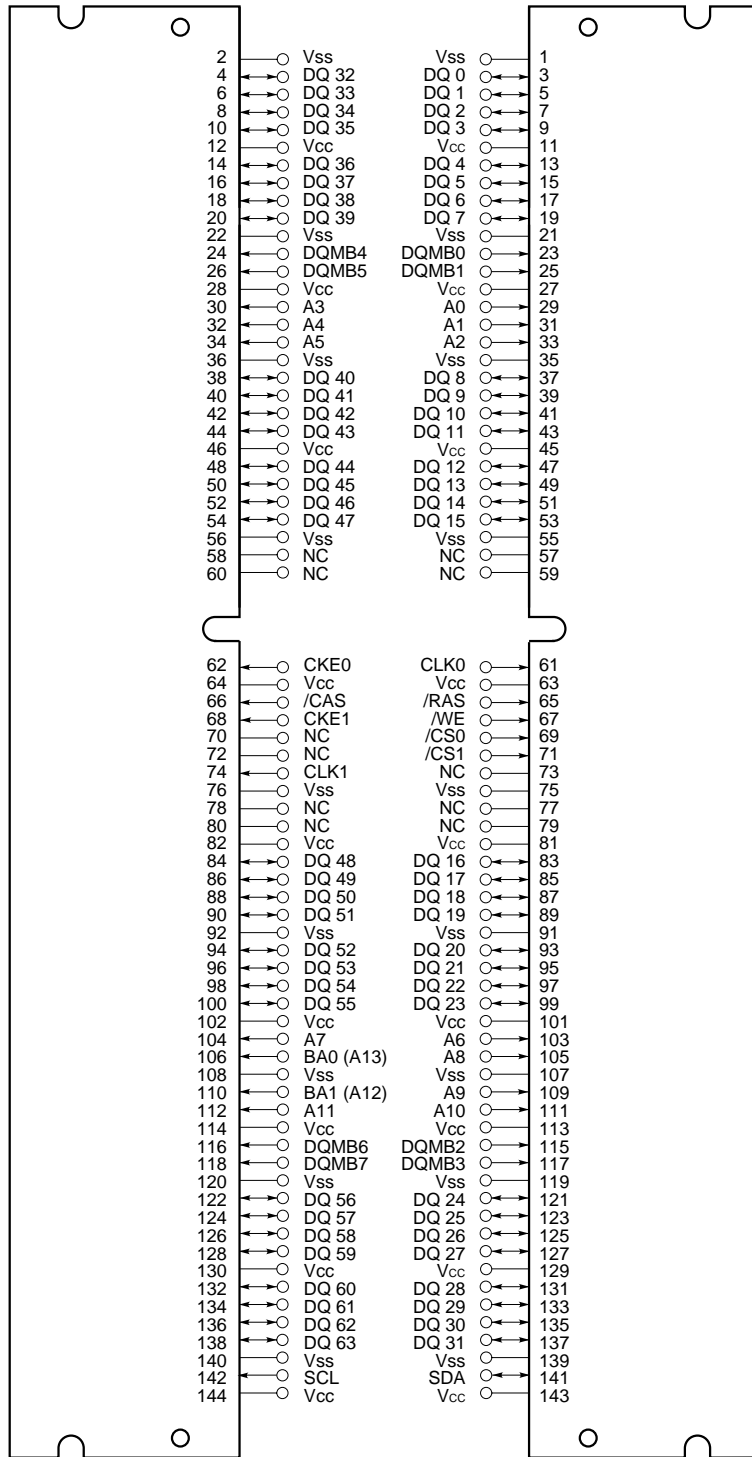 2 Vss Vss 1
4 DQ 32 DQ 0 3
6 DQ 33 DQ 1 5
8 DQ 34 DQ 2 7
10 DQ 35 DQ 3 9
12 Vcc Vcc 11
14 DQ 36 DQ 4 13
16 DQ 37 DQ 5 15
18 DQ 38 DQ 6 17
20 DQ 39 DQ 7 19
22 Vss Vss 21
24 DQMB4 DQMB0 23
26 DQMB5 DQMB1 25
28 Vcc Vcc 27
30 A3 A0 29
32 A4 A1 31
34 A5 A2 33
36 Vss Vss 35
38 DQ 40 DQ 8 37
40 DQ 41 DQ 9 39
42 DQ 42 DQ 10 41
44 DQ 43 DQ 11 43
46 Vcc Vcc 45
48 DQ 44 DQ 12 47
50 DQ 45 DQ 13 49
52 DQ 46 DQ 14 51
54 DQ 47 DQ 15 53
56 Vss Vss 55
58 NC NC 57
60 NC NC 59
62 CKE0 CLK0 61
64 Vcc Vcc 63
66 /CAS /RAS 65
68 CKE1 /WE 67
70 NC /CS0 69
72 NC /CS1 71
74 CLK1 NC 73
76 Vss Vss 75
78 NC NC 77
80 NC NC 79
82 Vcc Vcc 81
84 DQ 48 DQ 16 83
86 DQ 49 DQ 17 85
88 DQ 50 DQ 18 87
90 DQ 51 DQ 19 89
92 Vss Vss 91
94 DQ 52 DQ 20 93
96 DQ 53 DQ 21 95
98 DQ 54 DQ 22 97
100 DQ 55 DQ 23 99
102 Vcc Vcc 101
104 A7 A6 103
106 BA0 (A13) A8 105
108 Vss Vss 107
110 BA1 (A12) A9 109
112 A11 A10 111
114 Vcc Vcc 113
116 DQMB6 DQMB2 115
118 DQMB7 DQMB3 117
120 Vss Vss 119
122 DQ 56 DQ 24 121
124 DQ 57 DQ 25 123
126 DQ 58 DQ 26 125
128 DQ 59 DQ 27 127
130 Vcc Vcc 129
132 DQ 60 DQ 28 131
134 DQ 61 DQ 29 133
136 DQ 62 DQ 30 135
138 DQ 63 DQ 31 137
140 Vss Vss 139
142 SCL SDA 141
144 Vcc Vcc 143